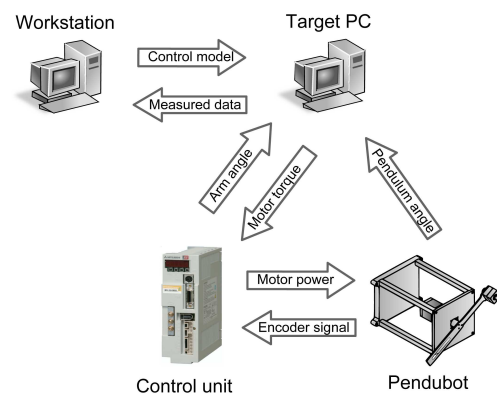 Workstation
Target PC
Control model
Measured data
Arm angle
Motor torque
Pendulum angle
Motor power
Encoder signal
Control unit
Pendubot